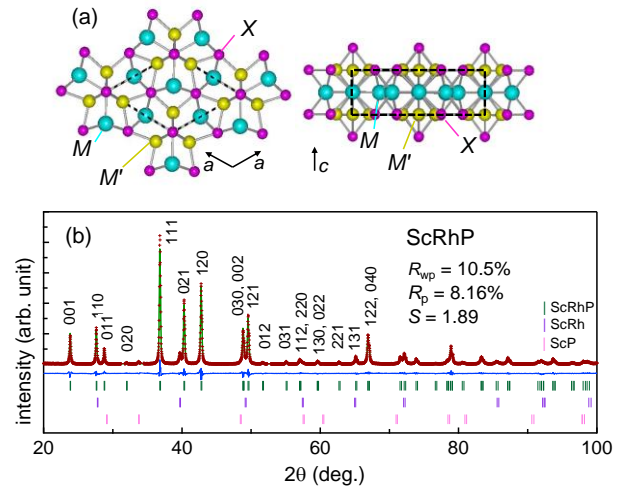 (a)
X
M
M'
a
a
c
M
M'
X
(b)
ScRhP
R_wp = 10.5%
R_p = 8.16%
S = 1.89
ScRhP
ScRh
ScP
001
110
011
020
111
021
120
030, 002
121
012
031
112, 220
130, 022
221
131
122, 040
intensity (arb. unit)
20
40
60
80
100
2θ (deg.)